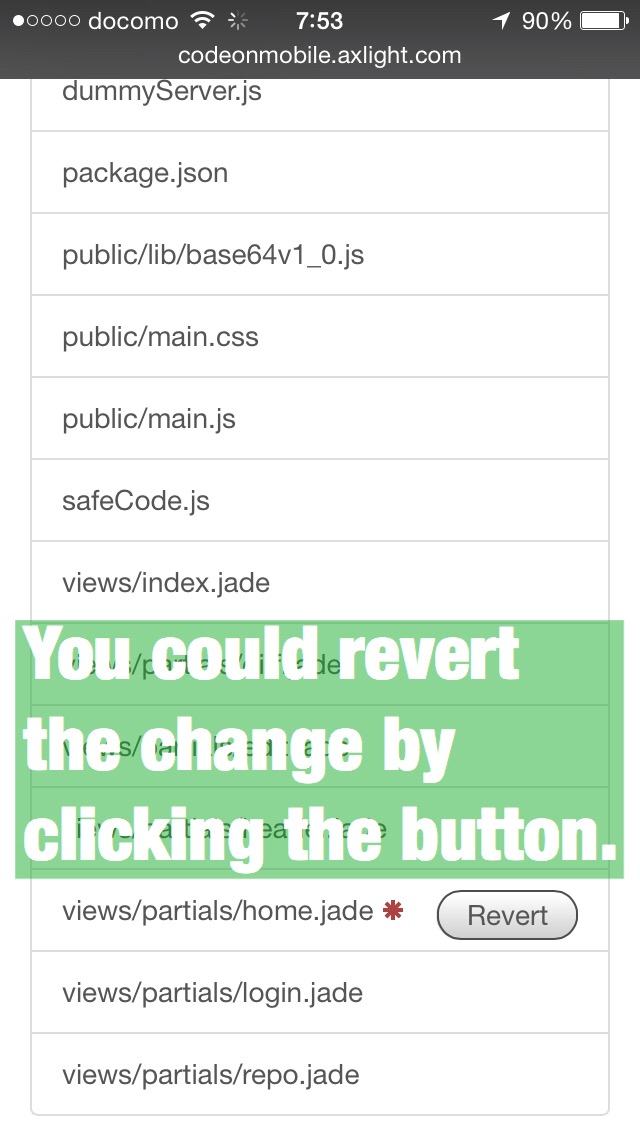 docomo 7:53 90%
codeonmobile.axlight.com
dummyServer.js
package.json
public/lib/base64v1_0.js
public/main.css
public/main.js
safeCode.js
views/index.jade
You could revert
the change by
clicking the button.
views/partials/home.jade * Revert
views/partials/login.jade
views/partials/repo.jade